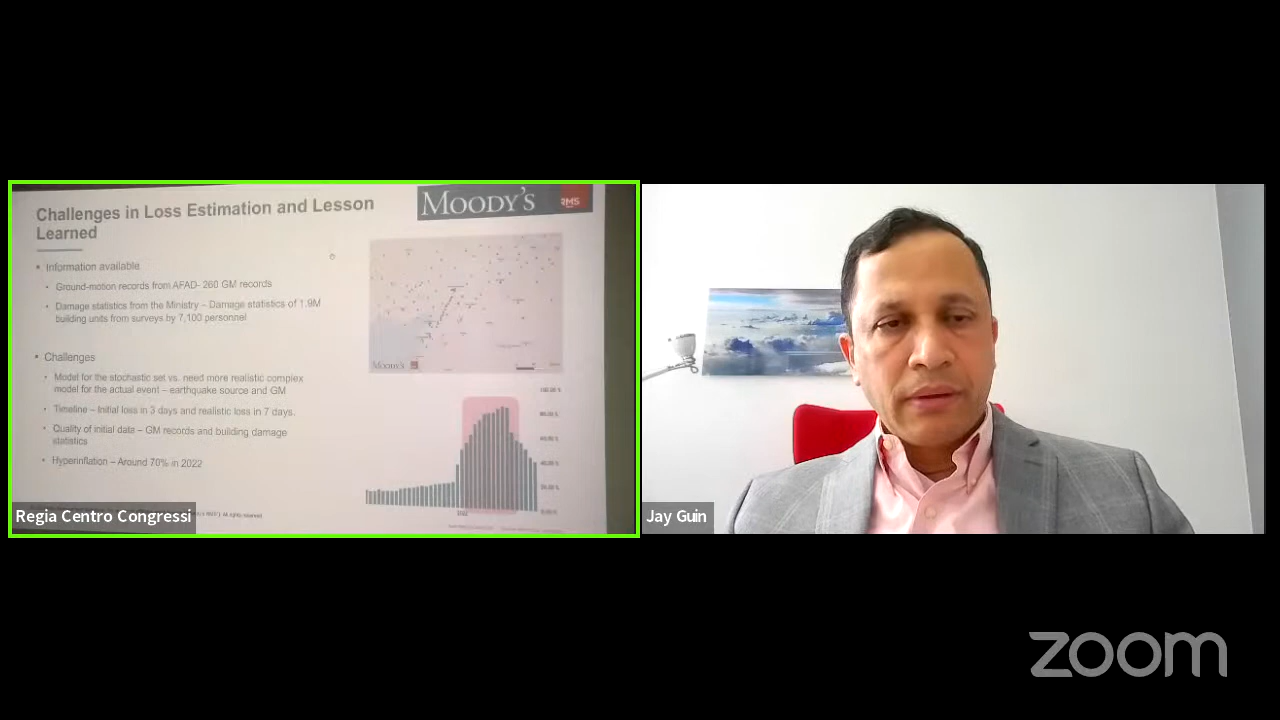 Challenges in Loss Estimation and Lesson
Learned
MOODY'S
RMS
Information available
Ground-motion records from AFAD- 260 GM records
Damage statistics from the Ministry – Damage statistics of 1.9M
building units from surveys by 7,100 personnel
Moody's
Challenges
Model for the stochastic set vs. need more realistic complex
model for the actual event – earthquake source and GM
Timeline – Initial loss in 3 days and realistic loss in 7 days.
Quality of initial data – GM records and building damage
statistics
Hyperinflation – Around 70% in 2022
All rights reserved
Regia Centro Congressi
Jay Guin
zoom